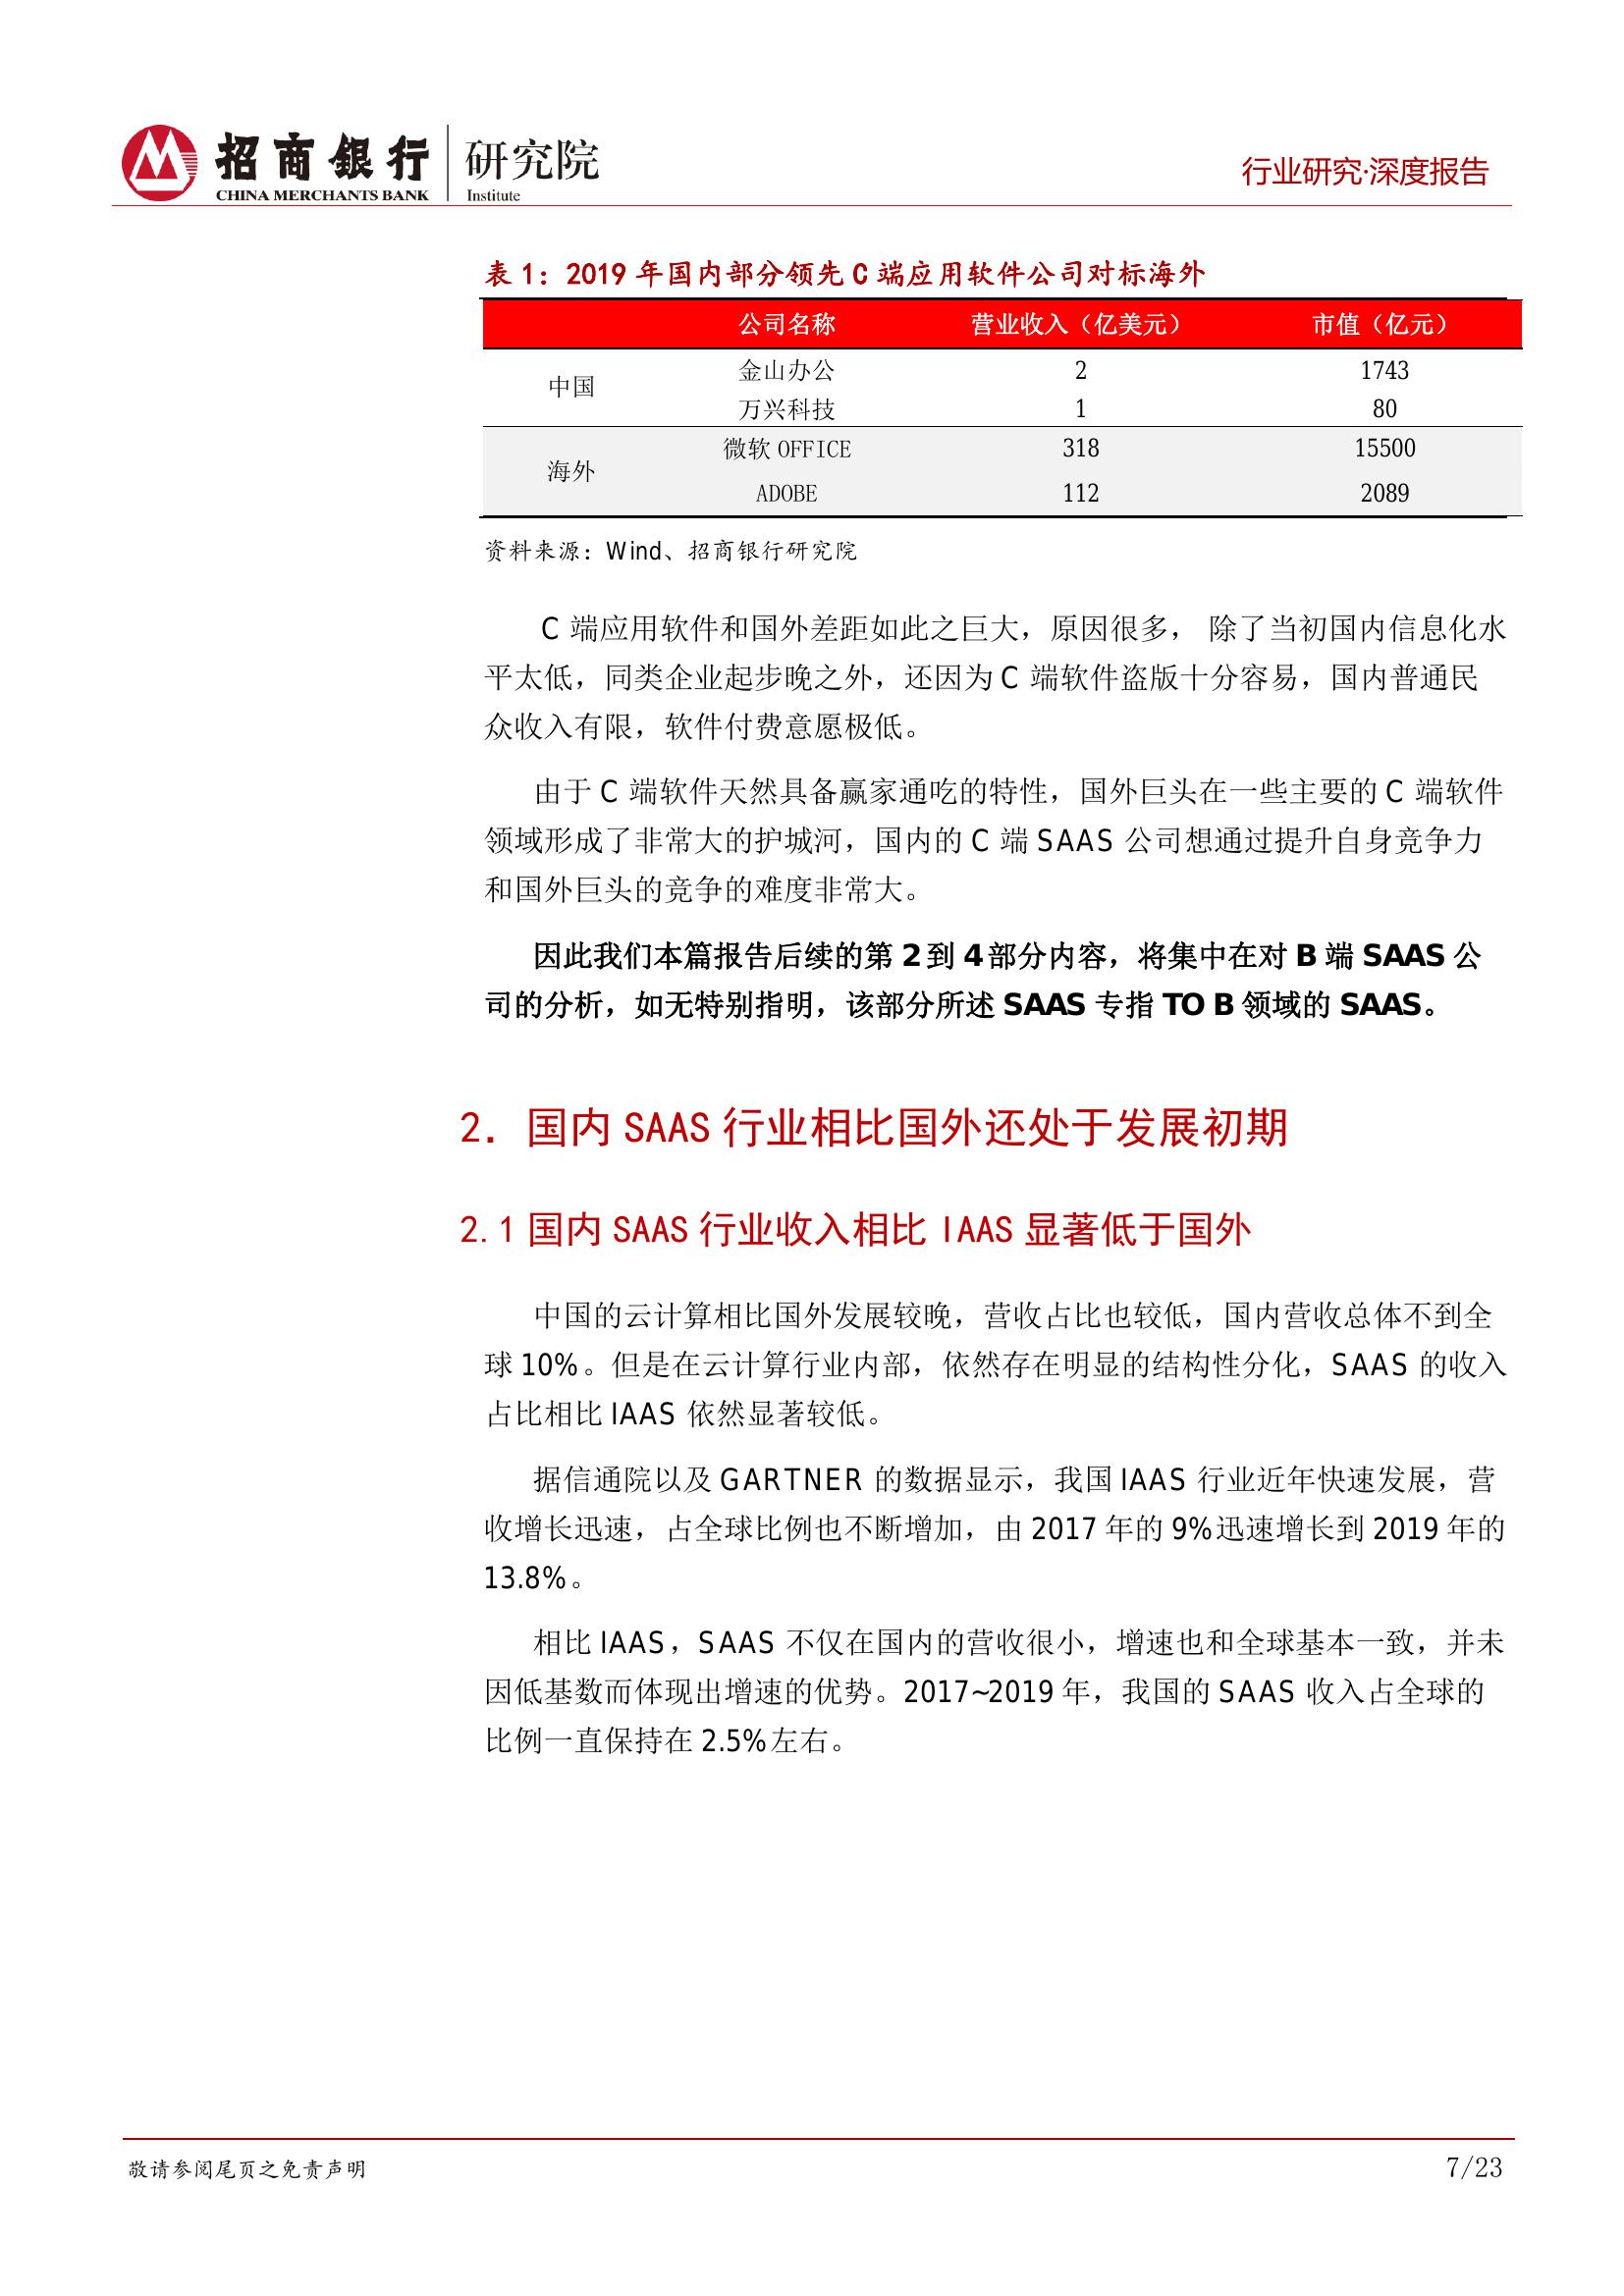 招商银行 研究院
CHINA MERCHANTS BANK Institute
行业研究·深度报告
表 1：2019 年国内部分领先 C 端应用软件公司对标海外
公司名称 营业收入（亿美元） 市值（亿元）
中国
金山办公 2 1743
万兴科技 1 80
海外
微软 OFFICE 318 15500
ADOBE 112 2089
资料来源：Wind、招商银行研究院
C 端应用软件和国外差距如此之巨大，原因很多， 除了当初国内信息化水
平太低，同类企业起步晚之外，还因为 C 端软件盗版十分容易，国内普通民
众收入有限，软件付费意愿极低。
由于 C 端软件天然具备赢家通吃的特性，国外巨头在一些主要的 C 端软件
领域形成了非常大的护城河，国内的 C 端 SAAS 公司想通过提升自身竞争力
和国外巨头的竞争的难度非常大。
因此我们本篇报告后续的第 2 到 4 部分内容，将集中在对 B 端 SAAS 公
司的分析，如无特别指明，该部分所述 SAAS 专指 TO B 领域的 SAAS。
2. 国内 SAAS 行业相比国外还处于发展初期
2.1 国内 SAAS 行业收入相比 IAAS 显著低于国外
中国的云计算相比国外发展较晚，营收占比也较低，国内营收总体不到全
球 10%。但是在云计算行业内部，依然存在明显的结构性分化，SAAS 的收入
占比相比 IAAS 依然显著较低。
据信通院以及 GARTNER 的数据显示，我国 IAAS 行业近年快速发展，营
收增长迅速，占全球比例也不断增加，由 2017 年的 9%迅速增长到 2019 年的
13.8%。
相比 IAAS，SAAS 不仅在国内的营收很小，增速也和全球基本一致，并未
因低基数而体现出增速的优势。2017~2019 年，我国的 SAAS 收入占全球的
比例一直保持在 2.5%左右。
敬请参阅尾页之免责声明
7/23